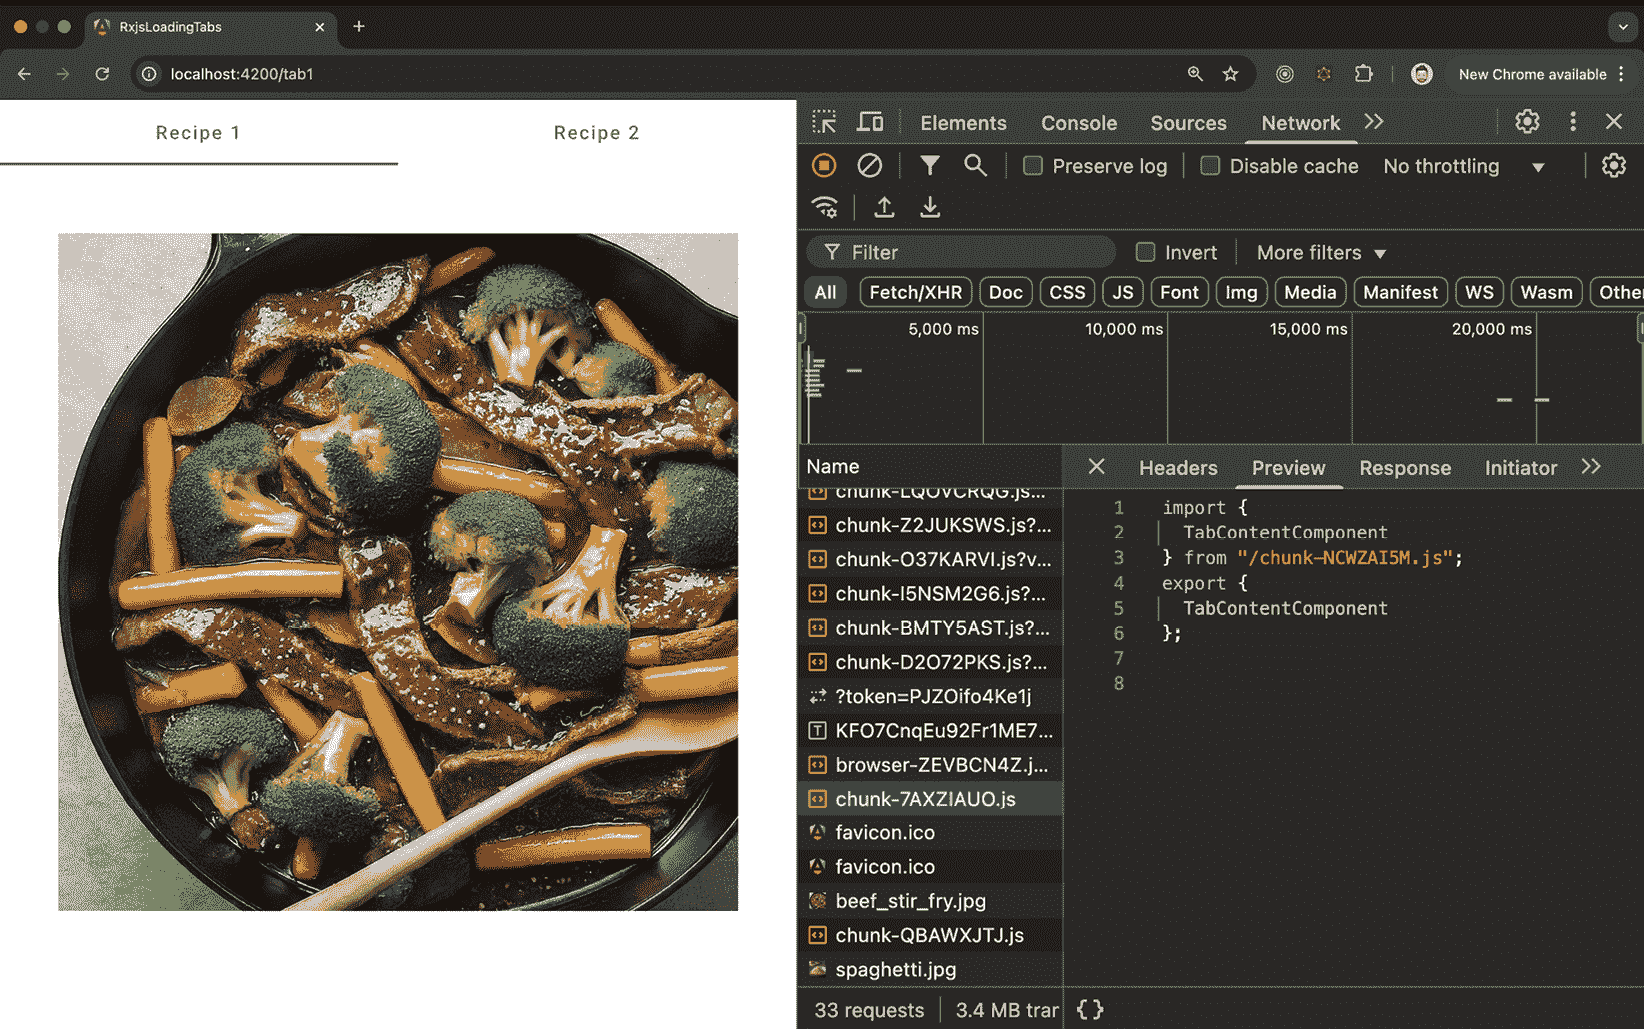 RxjsLoadingTabs
localhost:4200/tab1
New Chrome available
Recipe 1
Recipe 2
Elements
Console
Sources
Network
Preserve log
Disable cache
No throttling
Filter
Invert
More filters
All
Fetch/XHR
Doc
CSS
JS
Font
Img
Media
Manifest
WS
Wasm
Other
5,000 ms
10,000 ms
15,000 ms
20,000 ms
Name
Headers
Preview
Response
Initiator
chunk-LQOVCRQG.js...
chunk-Z2JUKSWS.js?...
chunk-O37KARVI.js?v...
chunk-I5NSM2G6.js?...
chunk-BMTY5AST.js?...
chunk-D2O72PKS.js?...
?token=PJZOifo4Ke1j
KFO7CnqEu92Fr1ME7...
browser-ZEVBCN4Z.j...
chunk-7AXZIAUO.js
favicon.ico
favicon.ico
beef_stir_fry.jpg
chunk-QBAWXJTJ.js
spaghetti.jpg
1 import {
2 TabContentComponent
3 } from "/chunk-NCWZAI5M.js";
4 export {
5 TabContentComponent
6 };
7
8
33 requests
3.4 MB tran
{}